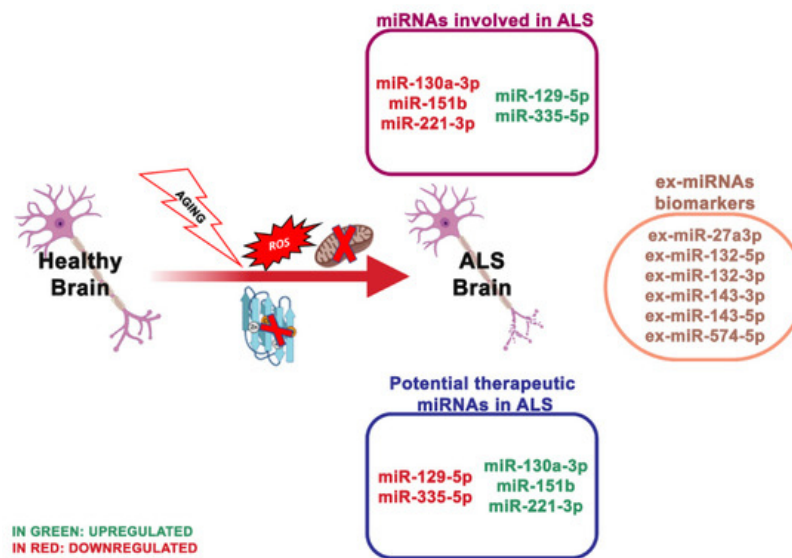 miRNAs involved in ALS
miR-130a-3p
miR-151b
miR-221-3p
miR-129-5p
miR-335-5p
AGING
ROS
Healthy
Brain
ALS
Brain
ex-miRNAs
biomarkers
ex-miR-27a3p
ex-miR-132-5p
ex-miR-132-3p
ex-miR-143-3p
ex-miR-143-5p
ex-miR-574-5p
Potential therapeutic
miRNAs in ALS
miR-129-5p
miR-335-5p
miR-130a-3p
miR-151b
miR-221-3p
IN GREEN: UPREGULATED
IN RED: DOWNREGULATED